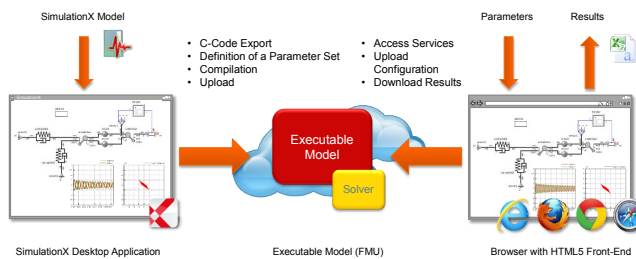 SimulationX Model
Parameters
Results
• C-Code Export
• Definition of a Parameter Set
• Compilation
• Upload
• Access Services
• Upload
Configuration
• Download Results
Executable
Model
Solver
SimulationX Desktop Application
Executable Model (FMU)
Browser with HTML5 Front-End